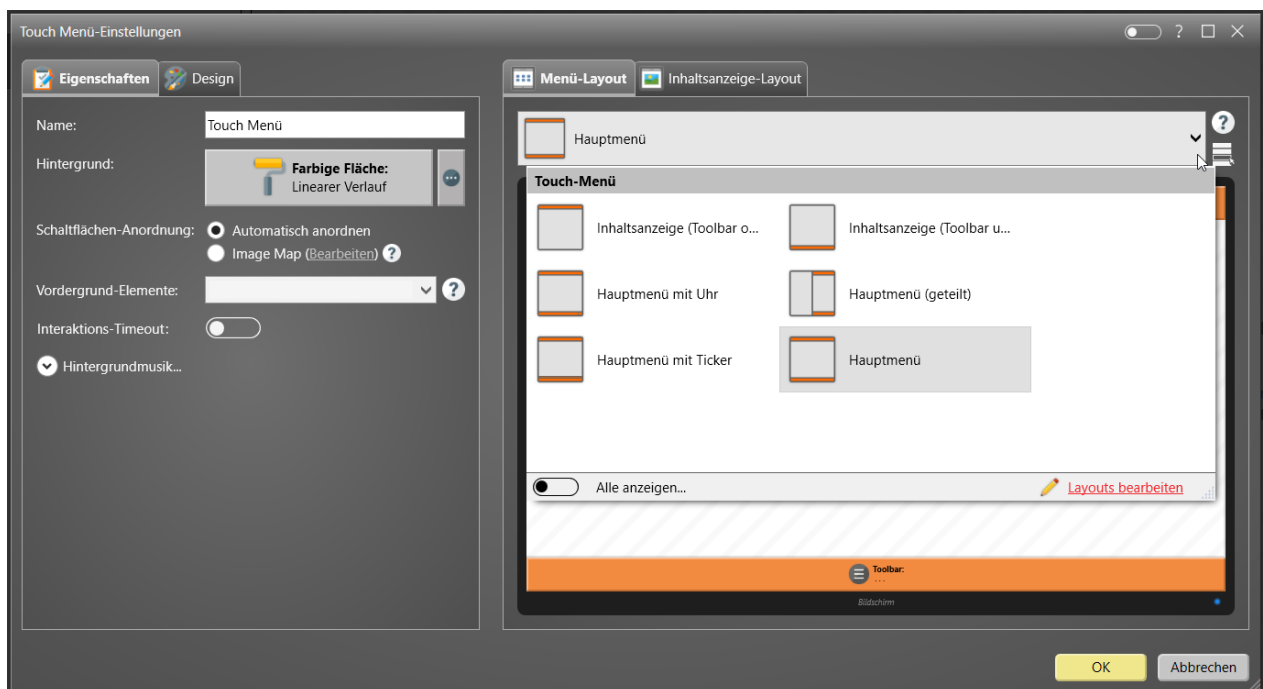 Touch Menü-Einstellungen
?
Eigenschaften
Design
Name:
Touch Menü
Hintergrund:
Farbige Fläche:
Linearer Verlauf
Schaltflächen-Anordnung:
Automatisch anordnen
Image Map (Bearbeiten) ?
Vordergrund-Elemente:
?
Interaktions-Timeout:
Hintergrundmusik...
Menü-Layout
Inhaltsanzeige-Layout
Hauptmenü
?
Touch-Menü
Inhaltsanzeige (Toolbar o...
Inhaltsanzeige (Toolbar u...
Hauptmenü mit Uhr
Hauptmenü (geteilt)
Hauptmenü mit Ticker
Hauptmenü
Alle anzeigen...
Layouts bearbeiten
Toolbar:
...
Bildschirm
OK
Abbrechen